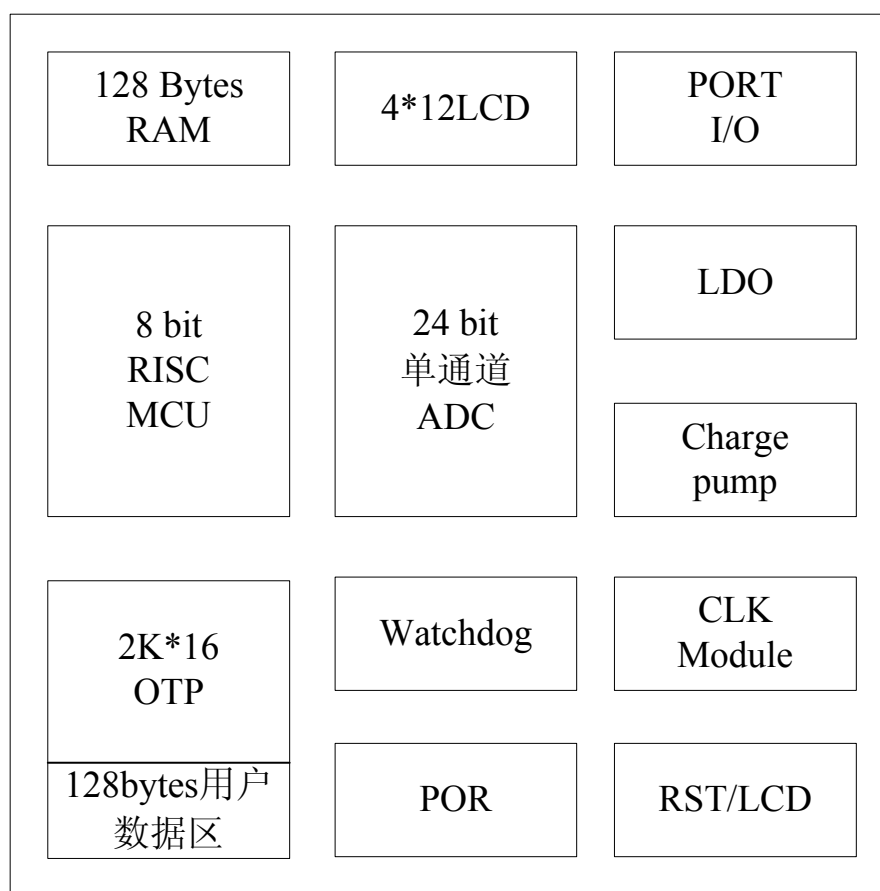 128 Bytes
RAM
4*12LCD
PORT
I/O
8 bit
RISC
MCU
24 bit
单通道
ADC
LDO
Charge
pump
2K*16
OTP
128bytes用户
数据区
Watchdog
CLK
Module
POR
RST/LCD